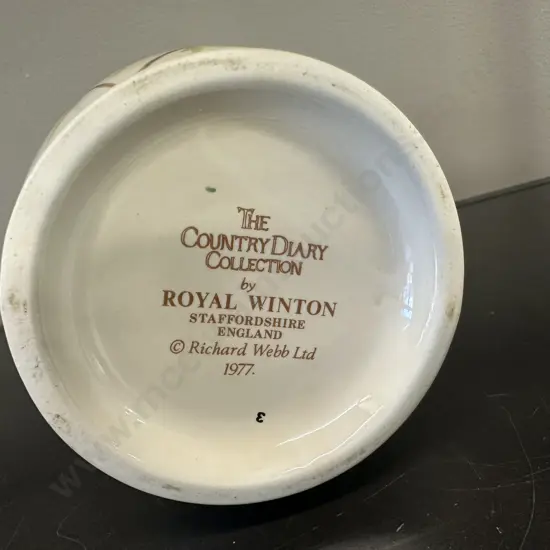 THE
COUNTRY DIARY
COLLECTION
by
ROYAL WINTON
STAFFORDSHIRE
ENGLAND
© Richard Webb Ltd
1977.
3